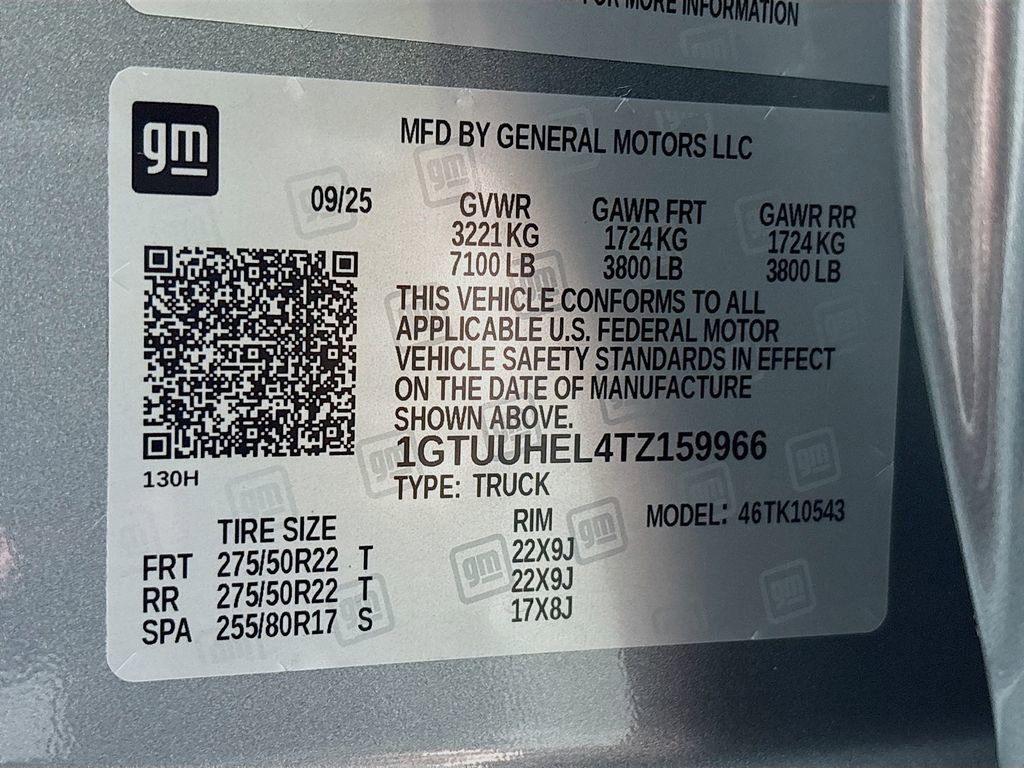 FOR MORE INFORMATION
gm
MFD BY GENERAL MOTORS LLC
09/25
GVWR GAWR FRT GAWR RR
3221 KG 1724 KG 1724 KG
7100 LB 3800 LB 3800 LB
THIS VEHICLE CONFORMS TO ALL
APPLICABLE U.S. FEDERAL MOTOR
VEHICLE SAFETY STANDARDS IN EFFECT
ON THE DATE OF MANUFACTURE
SHOWN ABOVE.
1GTUUHEL4TZ159966
130H
TYPE: TRUCK
TIRE SIZE RIM MODEL: 46TK10543
FRT 275/50R22 T 22X9J
RR 275/50R22 T 22X9J
SPA 255/80R17 S 17X8J